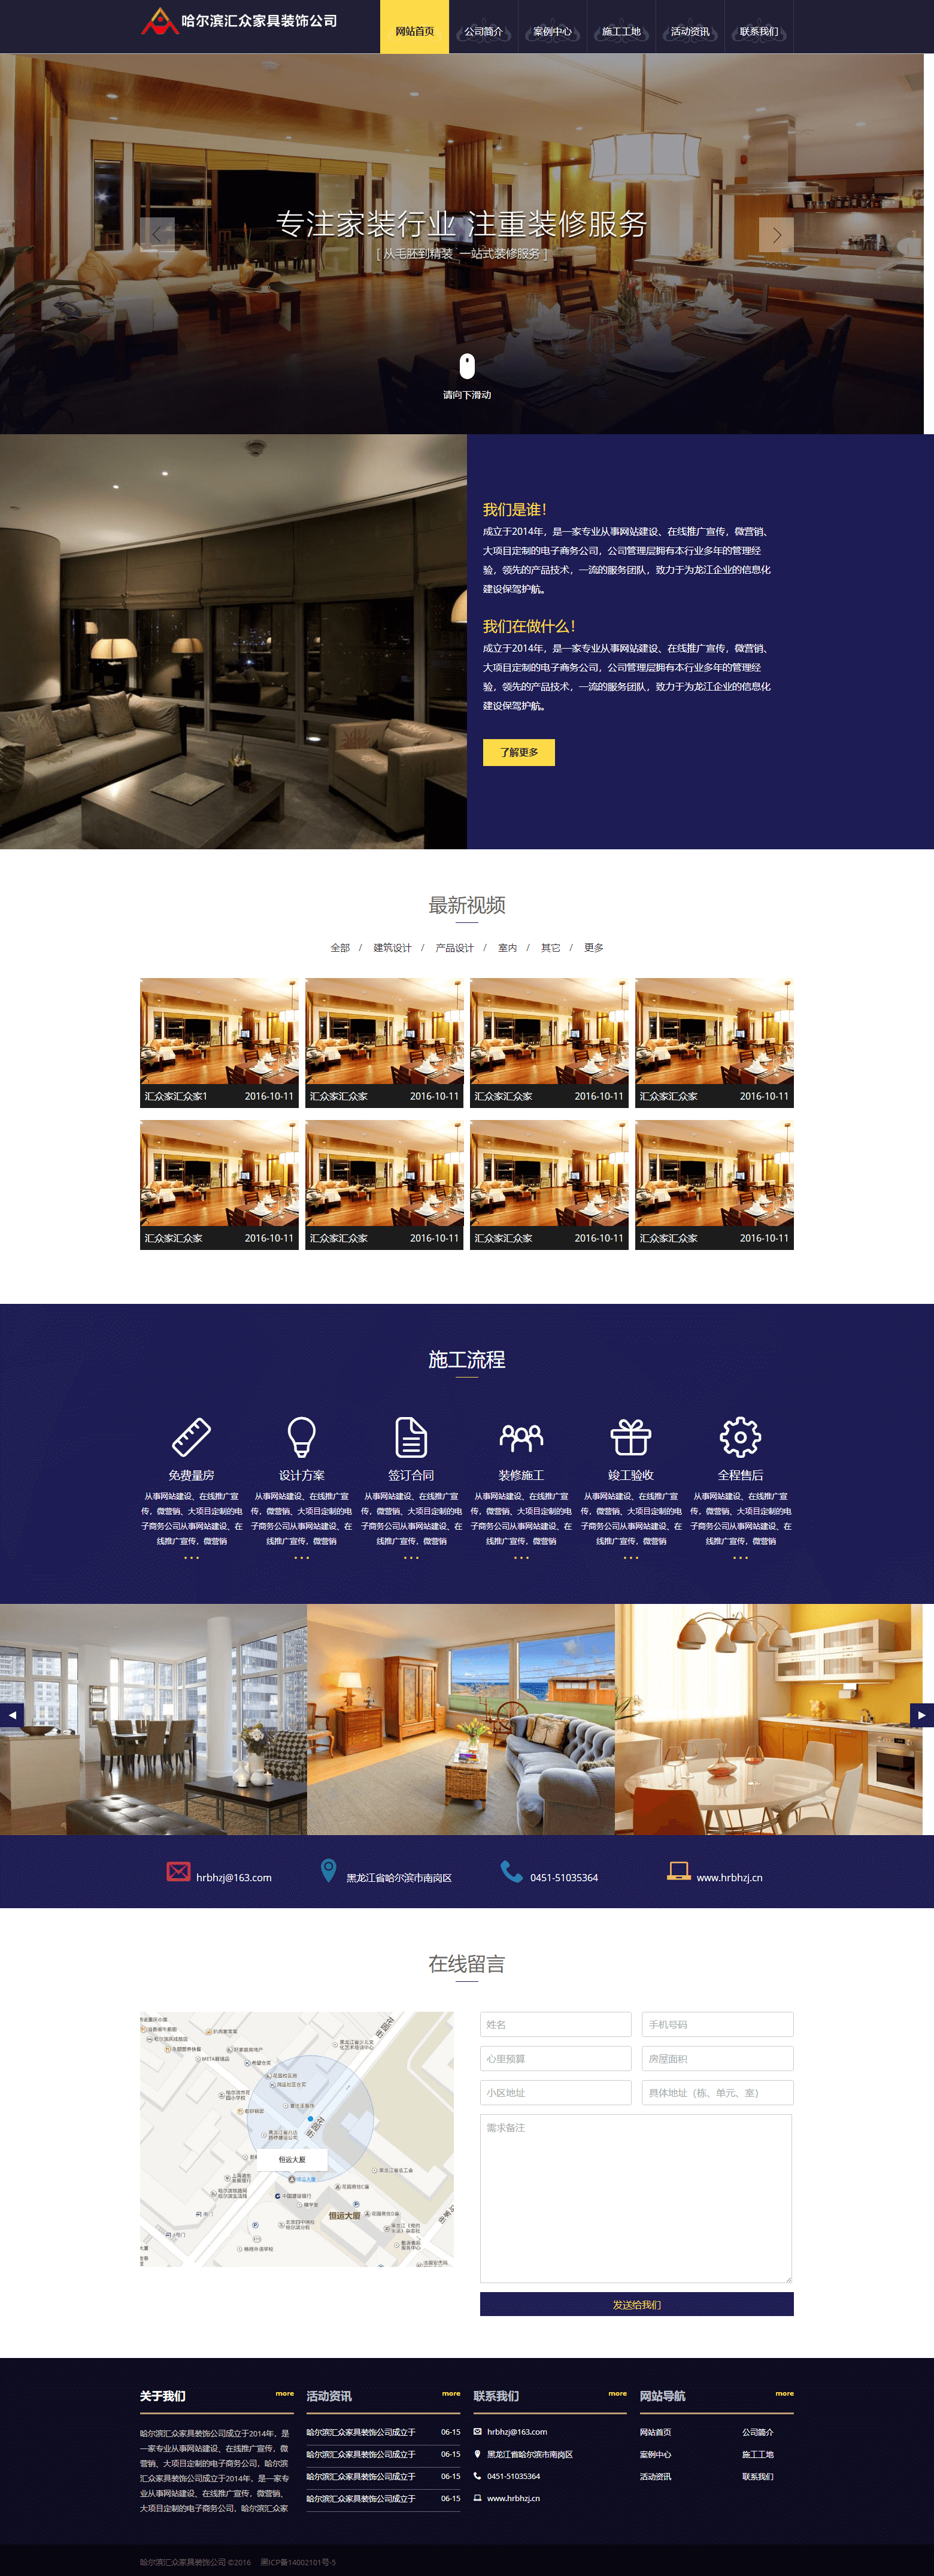 哈尔滨汇众家具装饰公司
网站首页 公司简介 案例中心 施工工地 活动资讯 联系我们
专注家装行业 注重装修服务
[ 从毛胚到精装 一站式装修服务 ]
请向下滑动
我们是谁！
成立于2014年，是一家专业从事网站建设、在线推广宣传，微营销、
大项目定制的电子商务公司，公司管理层拥有本行业多年的管理经
验，领先的产品技术，一流的服务团队，致力于为龙江企业的信息化
建设保驾护航。
我们在做什么！
成立于2014年，是一家专业从事网站建设、在线推广宣传，微营销、
大项目定制的电子商务公司，公司管理层拥有本行业多年的管理经
验，领先的产品技术，一流的服务团队，致力于为龙江企业的信息化
建设保驾护航。
了解更多
最新视频
全部 / 建筑设计 / 产品设计 / 室内 / 其它 / 更多
汇众家汇众家1 2016-10-11 汇众家汇众家 2016-10-11 汇众家汇众家 2016-10-11 汇众家汇众家 2016-10-11
汇众家汇众家 2016-10-11 汇众家汇众家 2016-10-11 汇众家汇众家 2016-10-11 汇众家汇众家 2016-10-11
施工流程
免费量房 设计方案 签订合同 装修施工 竣工验收 全程售后
从事网站建设、在线推广宣 从事网站建设、在线推广宣 从事网站建设、在线推广宣 从事网站建设、在线推广宣 从事网站建设、在线推广宣 从事网站建设、在线推广宣
传，微营销、大项目定制的电 传，微营销、大项目定制的电 传，微营销、大项目定制的电 传，微营销、大项目定制的电 传，微营销、大项目定制的电 传，微营销、大项目定制的电
子商务公司从事网站建设、在 子商务公司从事网站建设、在 子商务公司从事网站建设、在 子商务公司从事网站建设、在 子商务公司从事网站建设、在 子商务公司从事网站建设、在
线推广宣传，微营销 线推广宣传，微营销 线推广宣传，微营销 线推广宣传，微营销 线推广宣传，微营销 线推广宣传，微营销
hrbhzj@163.com 黑龙江省哈尔滨市南岗区 0451-51035364 www.hrbhzj.cn
在线留言
恒运大厦
恒运大厦
花园街
花园街
中国建设银行
姓名 手机号码
心里预算 房屋面积
小区地址 具体地址（栋、单元、室）
需求备注
发送给我们
关于我们 more 活动资讯 more 联系我们 more 网站导航 more
哈尔滨汇众家具装饰公司成立于2014年，是
一家专业从事网站建设、在线推广宣传，微
营销、大项目定制的电子商务公司，哈尔滨
汇众家具装饰公司成立于2014年，是一家专
业从事网站建设、在线推广宣传，微营销、
大项目定制的电子商务公司，哈尔滨汇众家
哈尔滨汇众家具装饰公司成立于 06-15
哈尔滨汇众家具装饰公司成立于 06-15
哈尔滨汇众家具装饰公司成立于 06-15
哈尔滨汇众家具装饰公司成立于 06-15
hrbhzj@163.com
黑龙江省哈尔滨市南岗区
0451-51035364
www.hrbhzj.cn
网站首页 公司简介
案例中心 施工工地
活动资讯 联系我们
哈尔滨汇众家具装饰公司 ©2016 黑ICP备14002101号-5